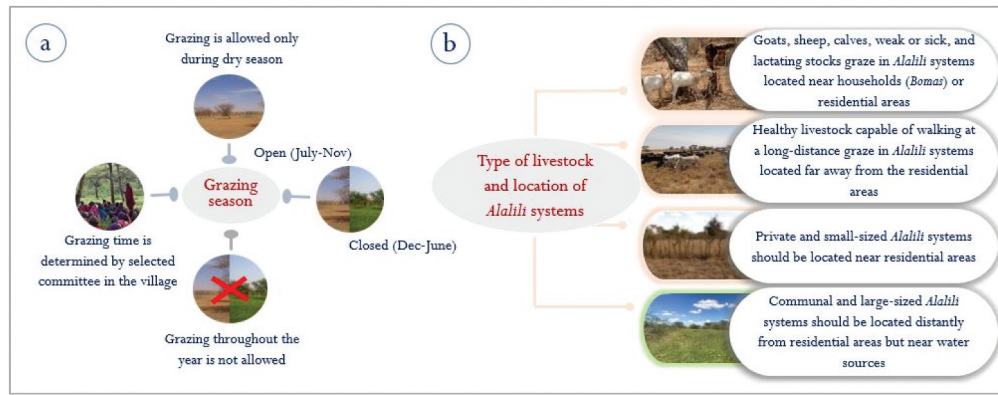 a
Grazing is allowed only
during dry season
Open (July-Nov)
Grazing
season
Closed (Dec-June)
Grazing time is
determined by selected
committee in the village
Grazing throughout the
year is not allowed
b
Type of livestock
and location of
Alalili systems
Goats, sheep, calves, weak or sick, and
lactating stocks graze in Alalili systems
located near households (Bomas) or
residential areas
Healthy livestock capable of walking at
a long-distance graze in Alalili systems
located far away from the residential
areas
Private and small-sized Alalili systems
should be located near residential areas
Communal and large-sized Alalili
systems should be located distantly
from residential areas but near water
sources